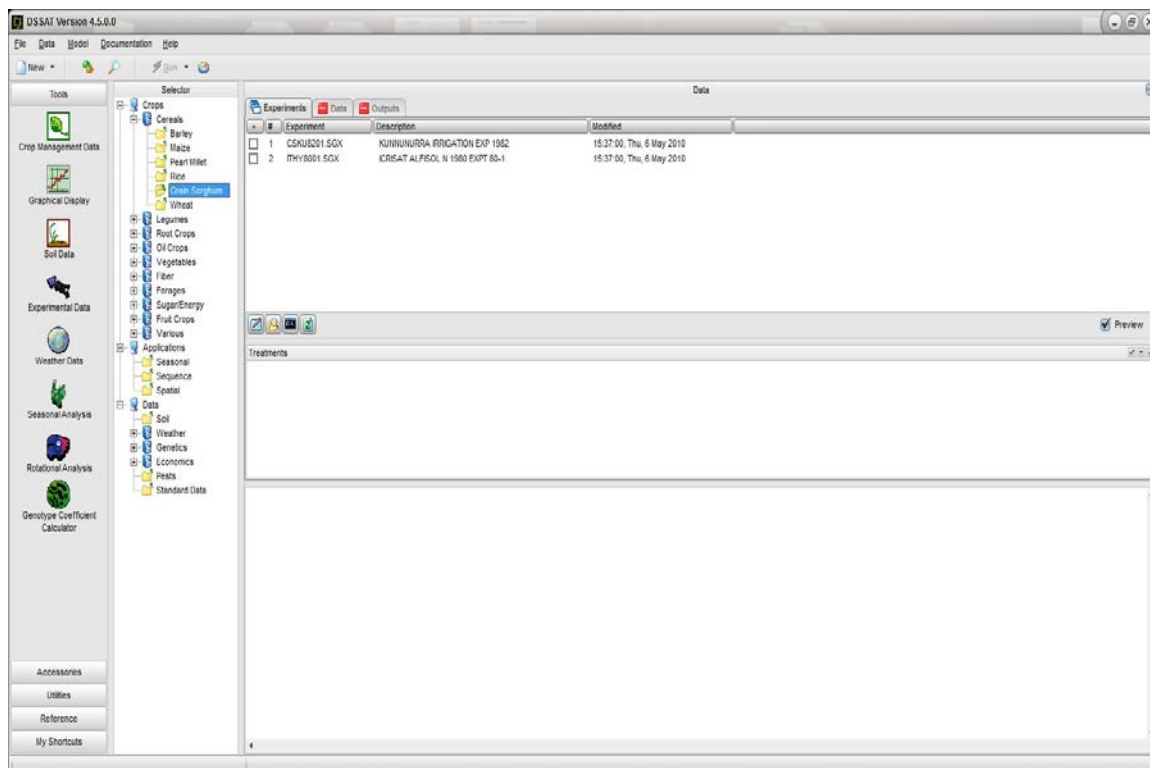 DSSAT Version 4.5.0.0
File Data Model Documentation Help
New Run
Tools
Crop Management Data
Graphical Display
Soil Data
Experimental Data
Weather Data
Seasonal Analysis
Rotational Analysis
Genotype Coefficient
Calculator
Accessories
Utilities
Reference
My Shortcuts
Selector
Crops
Cereals
Barley
Maize
Pearl Millet
Rice
Grain Sorghum
Wheat
Legumes
Root Crops
Oil Crops
Vegetables
Fiber
Forages
Sugar/Energy
Fruit Crops
Various
Applications
Seasonal
Sequence
Spatial
Data
Soil
Weather
Genetics
Economics
Pests
Standard Data
Data
Experiments Data Outputs
# Experiment Description Modified
1 CSKU8201.SGX KUNNUNURRA IRRIGATION EXP 1982 15:37:00, Thu, 6 May 2010
2 ITHY8001.SGX ICRISAT ALFISOL N 1980 EXPT 80-1 15:37:00, Thu, 6 May 2010
Preview
Treatments